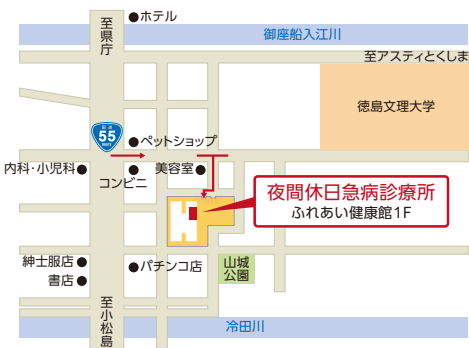 至県庁
ホテル
御座船入江川
至アスティとくしま
徳島文理大学
国道
55
ROUTE
ペットショップ
内科・小児科
コンビニ
美容室
夜間休日急病診療所
ふれあい健康館1F
紳士服店
書店
パチンコ店
山城
公園
至小松島
冷田川